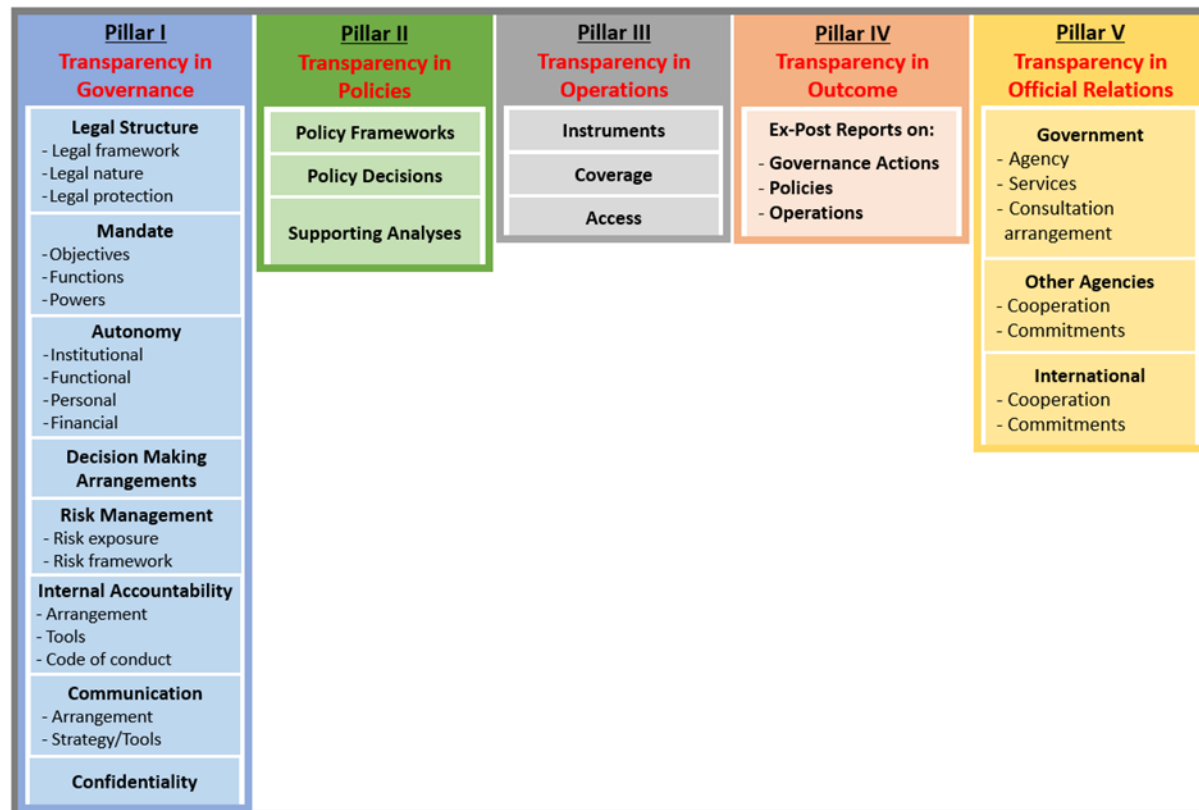 Pillar I
Transparency in
Governance
Legal Structure
- Legal framework
- Legal nature
- Legal protection
Mandate
- Objectives
- Functions
- Powers
Autonomy
- Institutional
- Functional
- Personal
- Financial
Decision Making
Arrangements
Risk Management
- Risk exposure
- Risk framework
Internal Accountability
- Arrangement
- Tools
- Code of conduct
Communication
- Arrangement
- Strategy/Tools
Confidentiality
Pillar II
Transparency in
Policies
Policy Frameworks
Policy Decisions
Supporting Analyses
Pillar III
Transparency in
Operations
Instruments
Coverage
Access
Pillar IV
Transparency in
Outcome
Ex-Post Reports on:
- Governance Actions
- Policies
- Operations
Pillar V
Transparency in
Official Relations
Government
- Agency
- Services
- Consultation
arrangement
Other Agencies
- Cooperation
- Commitments
International
- Cooperation
- Commitments